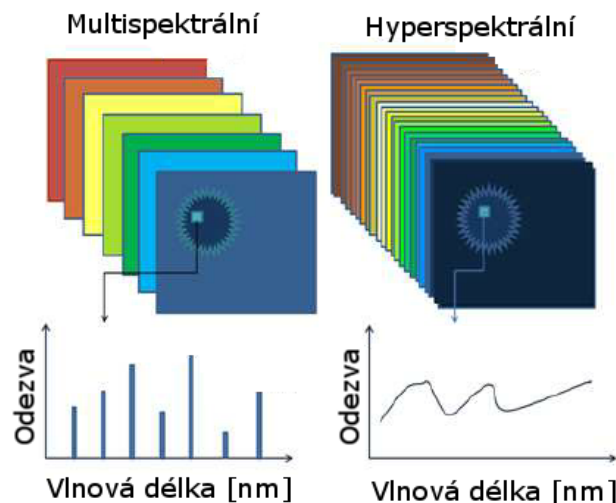 Multispektrální
Hyperspektrální
Odezva
Vlnová délka [nm]
Odezva
Vlnová délka [nm]